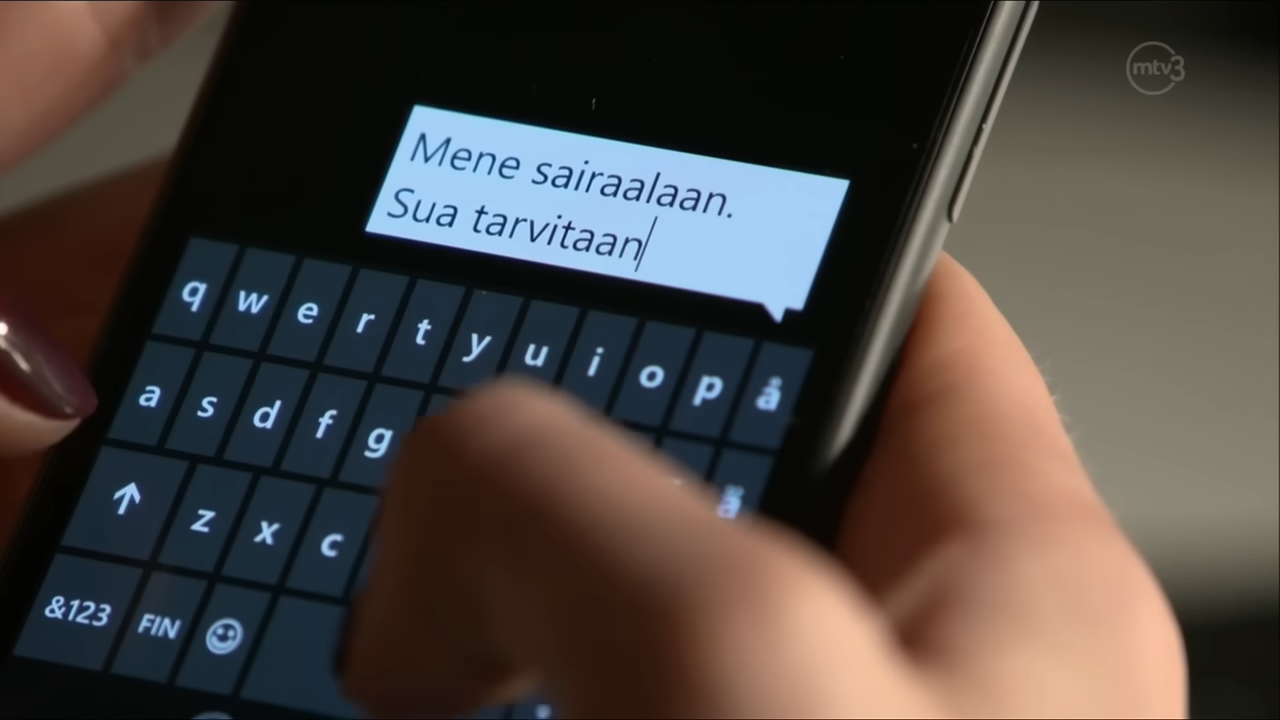 mtv3
Mene sairaalaan.
Sua tarvitaan
q w e r t y u i o p å
a s d f g ä
z x c
&123 FIN